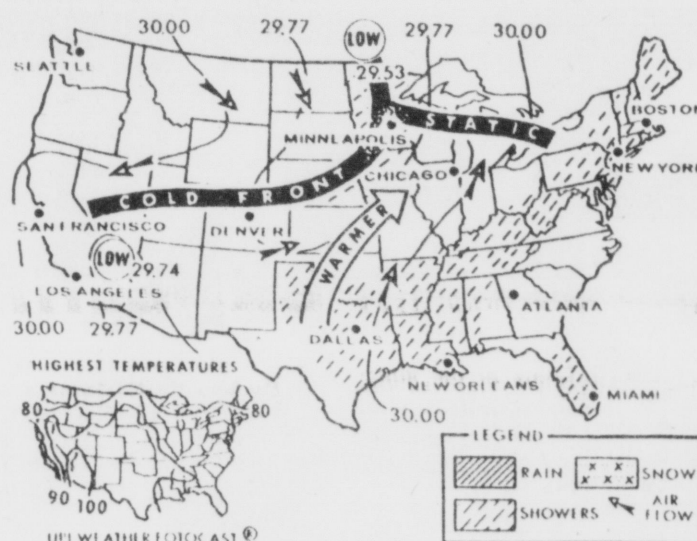 30.00 29.77 LOW 29.77 30.00
SEATTLE 29.53
BOSTON
MINNEAPOLIS STATIC
NEW YORK
COLD FRONT CHICAGO
SAN FRANCISCO DENVER WARMER
LOW 29.74
LOS ANGELES ATLANTA
30.00 29.77 DALLAS
HIGHEST TEMPERATURES
NEW ORLEANS MIAMI
80 80 30.00
LEGEND
RAIN SNOW
SHOWERS AIR FLOW
90 100
UPI WEATHER FOTOCAST ®